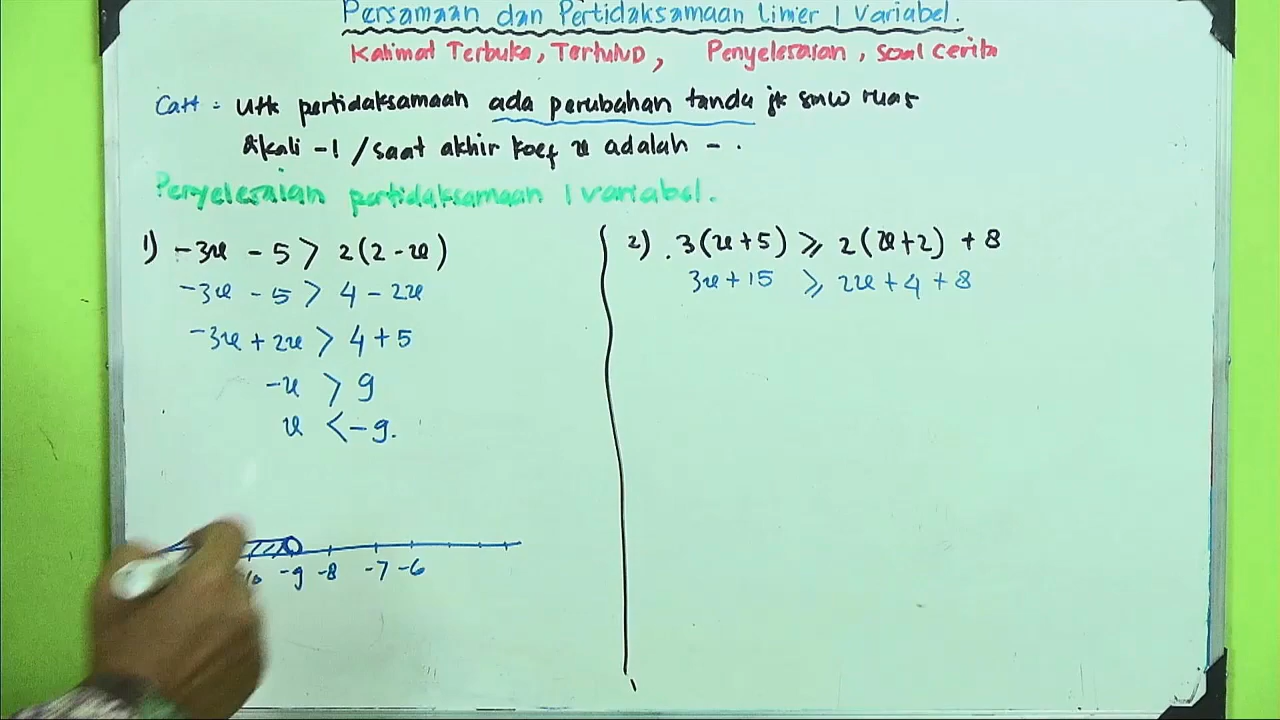 Persamaan dan Pertidaksamaan linier 1 Variabel.
Kalimat Terbuka, Tertutup, Penyelesaian, Soal Cerita
Catt : Utk pertidaksamaan ada perubahan tanda jk smw ruas
dikali -1 / saat akhir koef x adalah - .
Penyelesaian pertidaksamaan 1 variabel.
1) -3x - 5 > 2(2-x)
-3x - 5 > 4 - 2x
-3x + 2x > 4 + 5
-x > 9
x < -9.
-9 -8 -7 -6
2) . 3(x+5) ⩾ 2(x+2) + 8
3x + 15 ⩾ 2x + 4 + 8